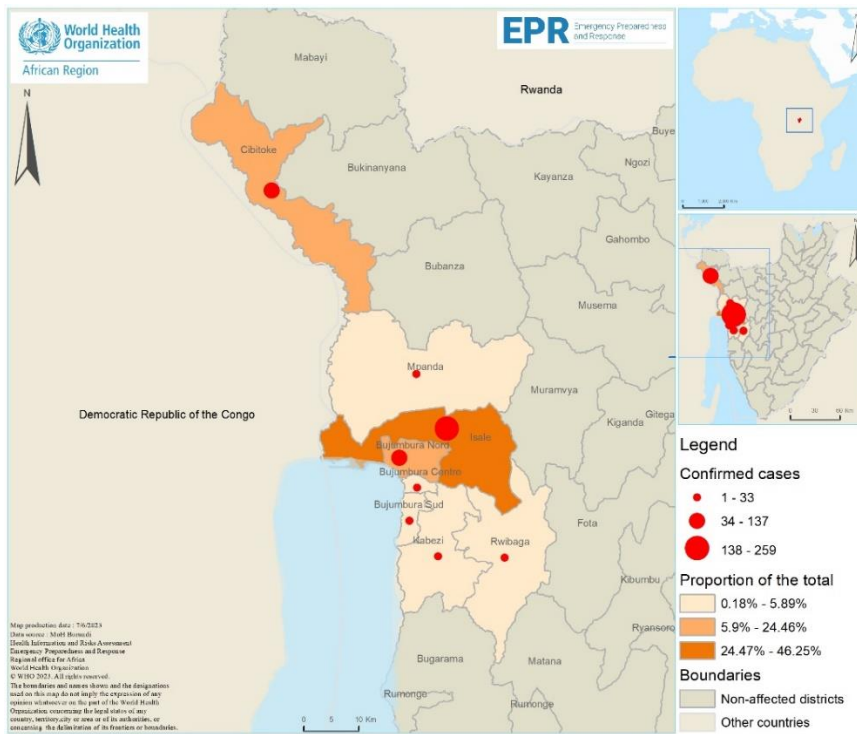 World Health
Organization
African Region
EPR
Emergency Preparedness
and Response
N
Mabayi
Rwanda
Cibitoke
Bukinanyana
Kayanza
Ngozi
Buye
Gahombo
Bubanza
Musema
Mpanda
Muramvya
Democratic Republic of the Congo
Kiganda
Gitega
Isale
Bujumbura Nord
Bujumbura Centre
Bujumbura Sud
Kabezi
Rwibaga
Fota
Kibumbu
Ryansoro
Bugarama
Matana
Rumonge
Rumonge
Map production date : 7/6/2023
Data source : MoH Burundi
Health Information and Risks Assessment
Emergency Preparedness and Response
Regional office for Africa
World Health Organization
© WHO 2023. All rights reserved.
The boundaries and names shown and the designations
used on this map do not imply the expression of any
opinion whatsoever on the part of the World Health
Organization concerning the legal status of any
country, territory, city or area or of its authorities, or
concerning the delimitation of its frontiers or boundaries.
0 5 10 Km
0 60 Km
Legend
Confirmed cases
1 - 33
34 - 137
138 - 259
Proportion of the total
0.18% - 5.89%
5.9% - 24.46%
24.47% - 46.25%
Boundaries
Non-affected districts
Other countries